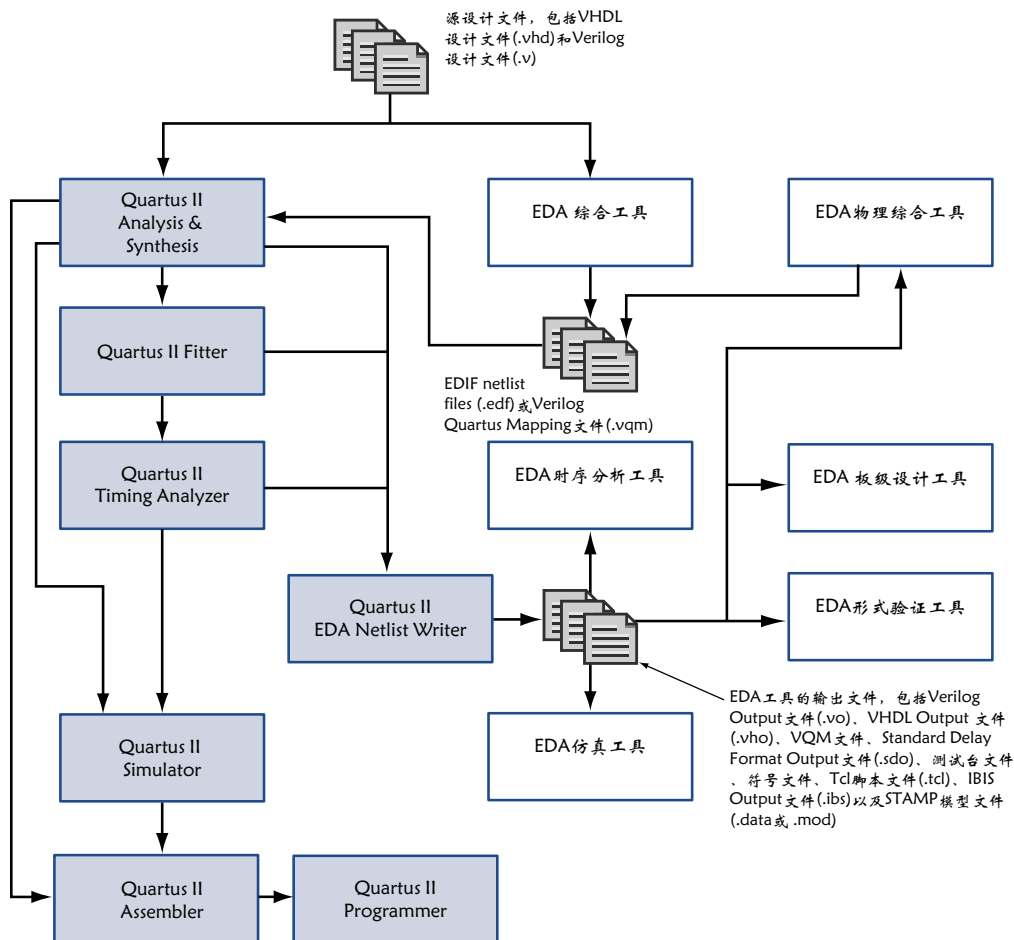 源设计文件，包括VHDL
设计文件(.vhd)和Verilog
设计文件(.v)
Quartus II
Analysis &
Synthesis
EDA 综合工具
EDA物理综合工具
Quartus II Fitter
EDIF netlist
files (.edf)或Verilog
Quartus Mapping文件(.vqm)
Quartus II
Timing Analyzer
EDA时序分析工具
EDA 板级设计工具
Quartus II
EDA Netlist Writer
EDA形式验证工具
Quartus II
Simulator
EDA仿真工具
EDA工具的输出文件，包括Verilog
Output文件(.vo)、VHDL Output 文件
(.vho)、VQM文件、Standard Delay
Format Output文件(.sdo)、测试台文件
、符号文件、Tcl脚本文件(.tcl)、IBIS
Output文件(.ibs)以及STAMP模型文件
(.data或 .mod)
Quartus II
Assembler
Quartus II
Programmer